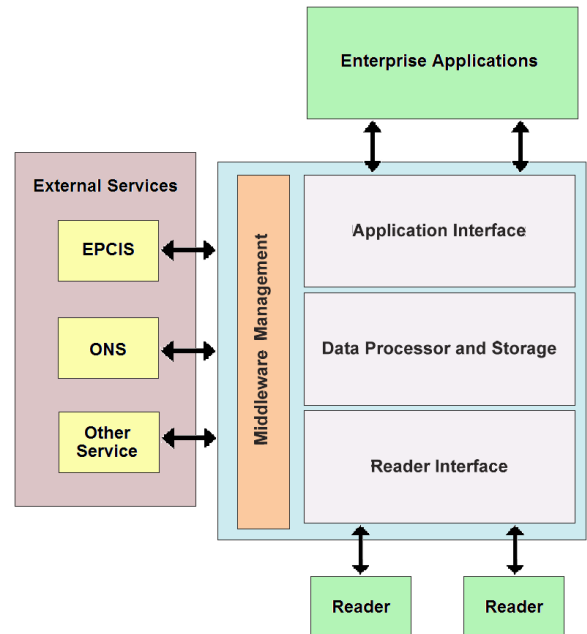 Enterprise Applications
External Services
EPCIS
ONS
Other
Service
Middleware Management
Application Interface
Data Processor and Storage
Reader Interface
Reader
Reader